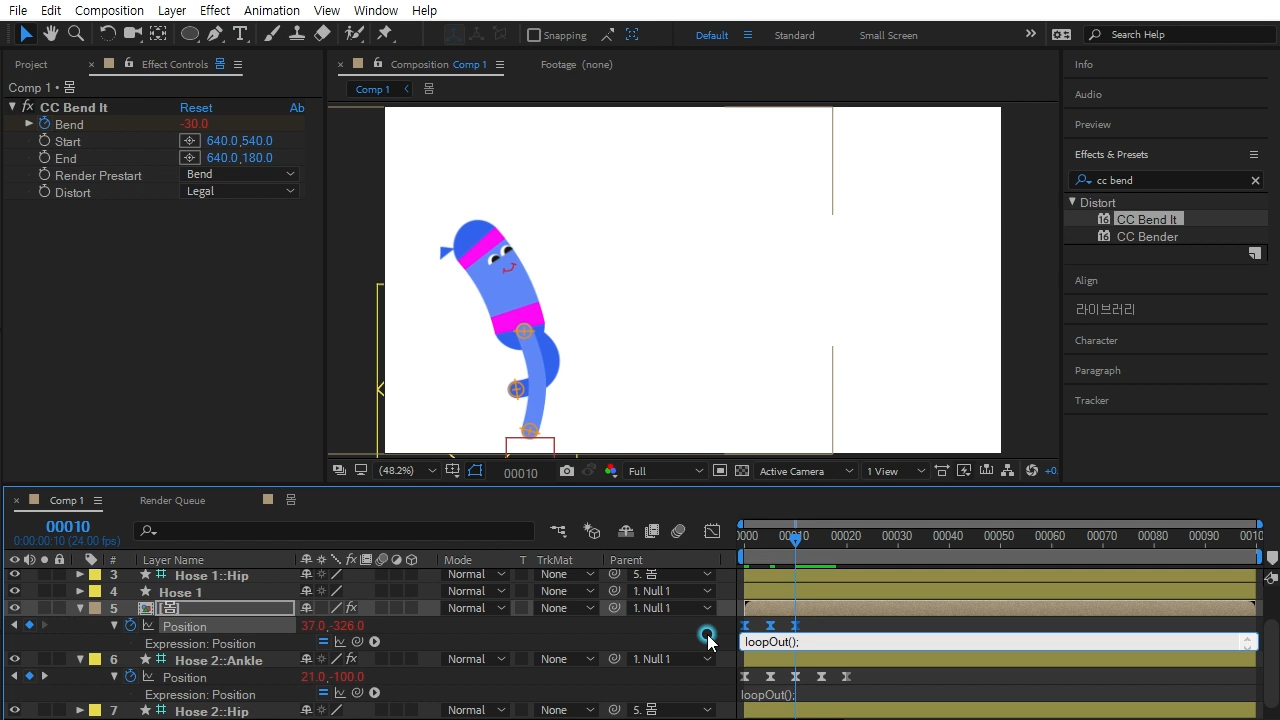 File Edit Composition Layer Effect Animation View Window Help
Snapping Default Standard Small Screen Search Help
Project Effect Controls 몸 Composition Comp 1 Footage (none) Info
Comp 1 • 몸 Comp 1 몸
fx CC Bend It Reset Ab
Bend -30.0
Start 640.0,540.0
End 640.0,180.0
Render Prestart Bend
Distort Legal
Audio
Preview
Effects & Presets
cc bend
Distort
CC Bend It
CC Bender
Align
라이브러리
Character
Paragraph
Tracker
(48.2%) 00010 Full Active Camera 1 View +0.
Comp 1 Render Queue 몸
00010
0:00:00:10 (24.00 fps)
0000 00010 00020 00030 00040 00050 00060 00070 00080 00090 0010
# Layer Name Mode T TrkMat Parent
3 Hose 1::Hip Normal None 5. 몸
4 Hose 1 Normal None 1. Null 1
5 [몸] Normal None 1. Null 1
Position 37.0,-326.0
Expression: Position loopOut();
6 Hose 2::Ankle Normal None 1. Null 1
Position 21.0,-100.0
Expression: Position loopOut();
7 Hose 2::Hip Normal None 5. 몸